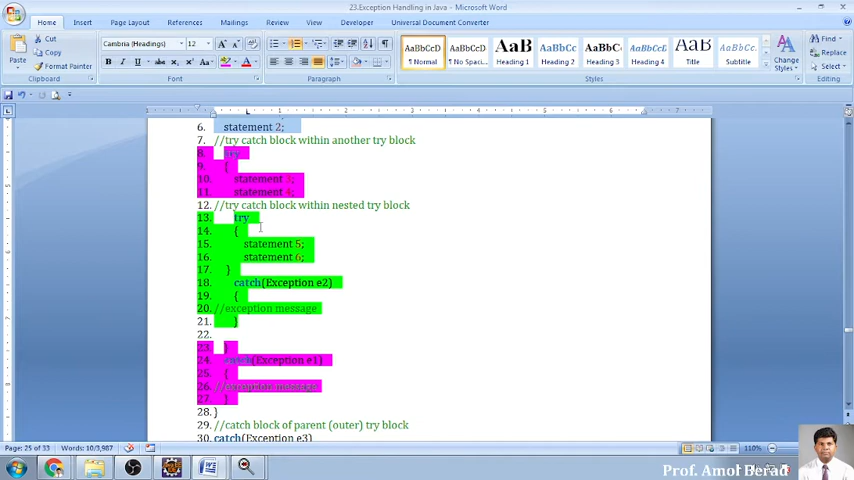 23.Exception Handling in Java - Microsoft Word
Home Insert Page Layout References Mailings Review View Developer Universal Document Converter
Paste
Cut
Copy
Format Painter
Clipboard
Cambria (Headings) 12
Font
Paragraph
AaBbCcD AaBbCcD AaBb AaBbCc AaBbCc AaBbCcD AaBb AaBbCcD
¶ Normal ¶ No Spaci... Heading 1 Heading 2 Heading 3 Heading 4 Title Subtitle
Styles
Change Styles
Find
Replace
Select
Editing
6. statement 2;
7. //try catch block within another try block
8. try
9. {
10. statement 3;
11. statement 4;
12. //try catch block within nested try block
13. try
14. {
15. statement 5;
16. statement 6;
17. }
18. catch(Exception e2)
19. {
20. //exception message
21. }
22.
23. }
24. catch(Exception e1)
25. {
26. //exception message
27. }
28. }
29. //catch block of parent (outer) try block
30. catch(Exception e3)
Page: 25 of 33 Words: 10/3,987 110%
Prof. Amol Berad